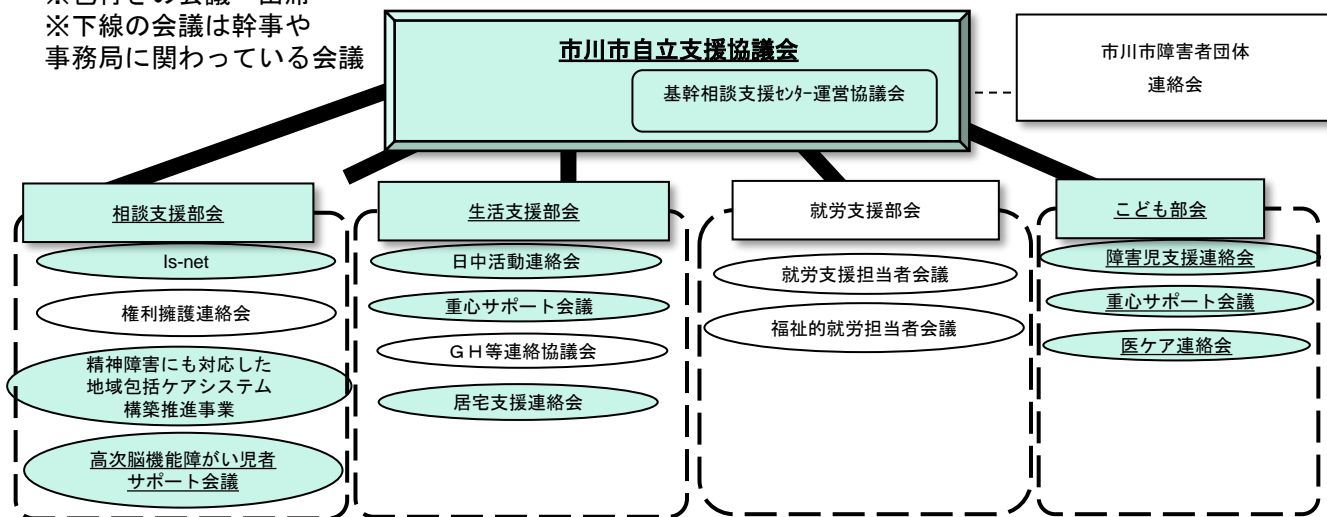 ※色付きの会議 出席
※下線の会議は幹事や
事務局に関わっている会議
市川市自立支援協議会
基幹相談支援ｾﾝﾀｰ運営協議会
市川市障害者団体
連絡会
相談支援部会
Is-net
権利擁護連絡会
精神障害にも対応した
地域包括ケアシステム
構築推進事業
高次脳機能障がい児者
サポート会議
生活支援部会
日中活動連絡会
重心サポート会議
ＧＨ等連絡協議会
居宅支援連絡会
就労支援部会
就労支援担当者会議
福祉的就労担当者会議
こども部会
障害児支援連絡会
重心サポート会議
医ケア連絡会